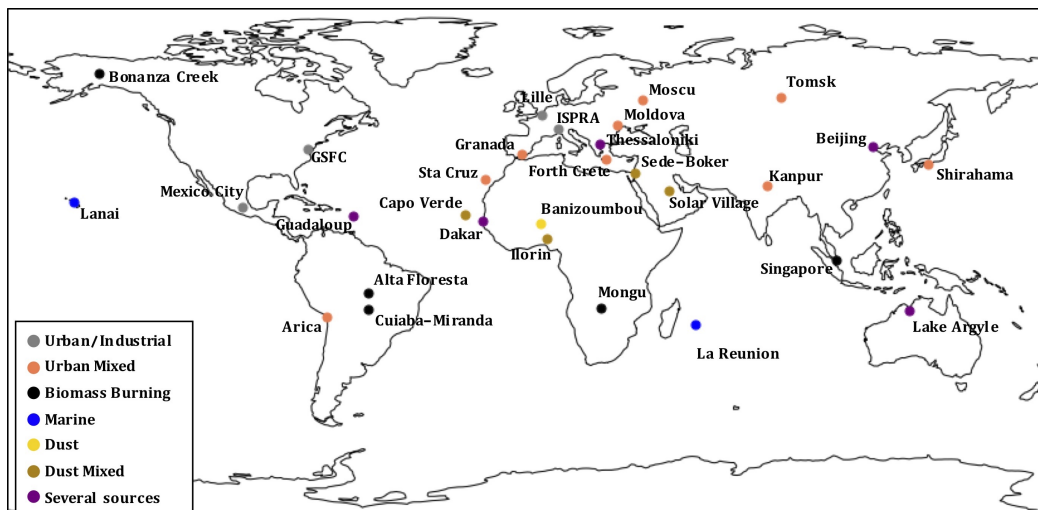 Bonanza Creek
Tomsk
Moscu
Lille
ISPRA
Moldova
Beijing
GSFC
Granada
Thessaloniki
Sede-Boker
Shirahama
Sta Cruz
Forth Crete
Kanpur
Mexico City
Lanai
Capo Verde
Banizoumbou
Solar Village
Guadaloup
Dakar
Ilorin
Singapore
Alta Floresta
Mongu
Arica
Cuiaba-Miranda
Lake Argyle
La Reunion
Urban/Industrial
Urban Mixed
Biomass Burning
Marine
Dust
Dust Mixed
Several sources